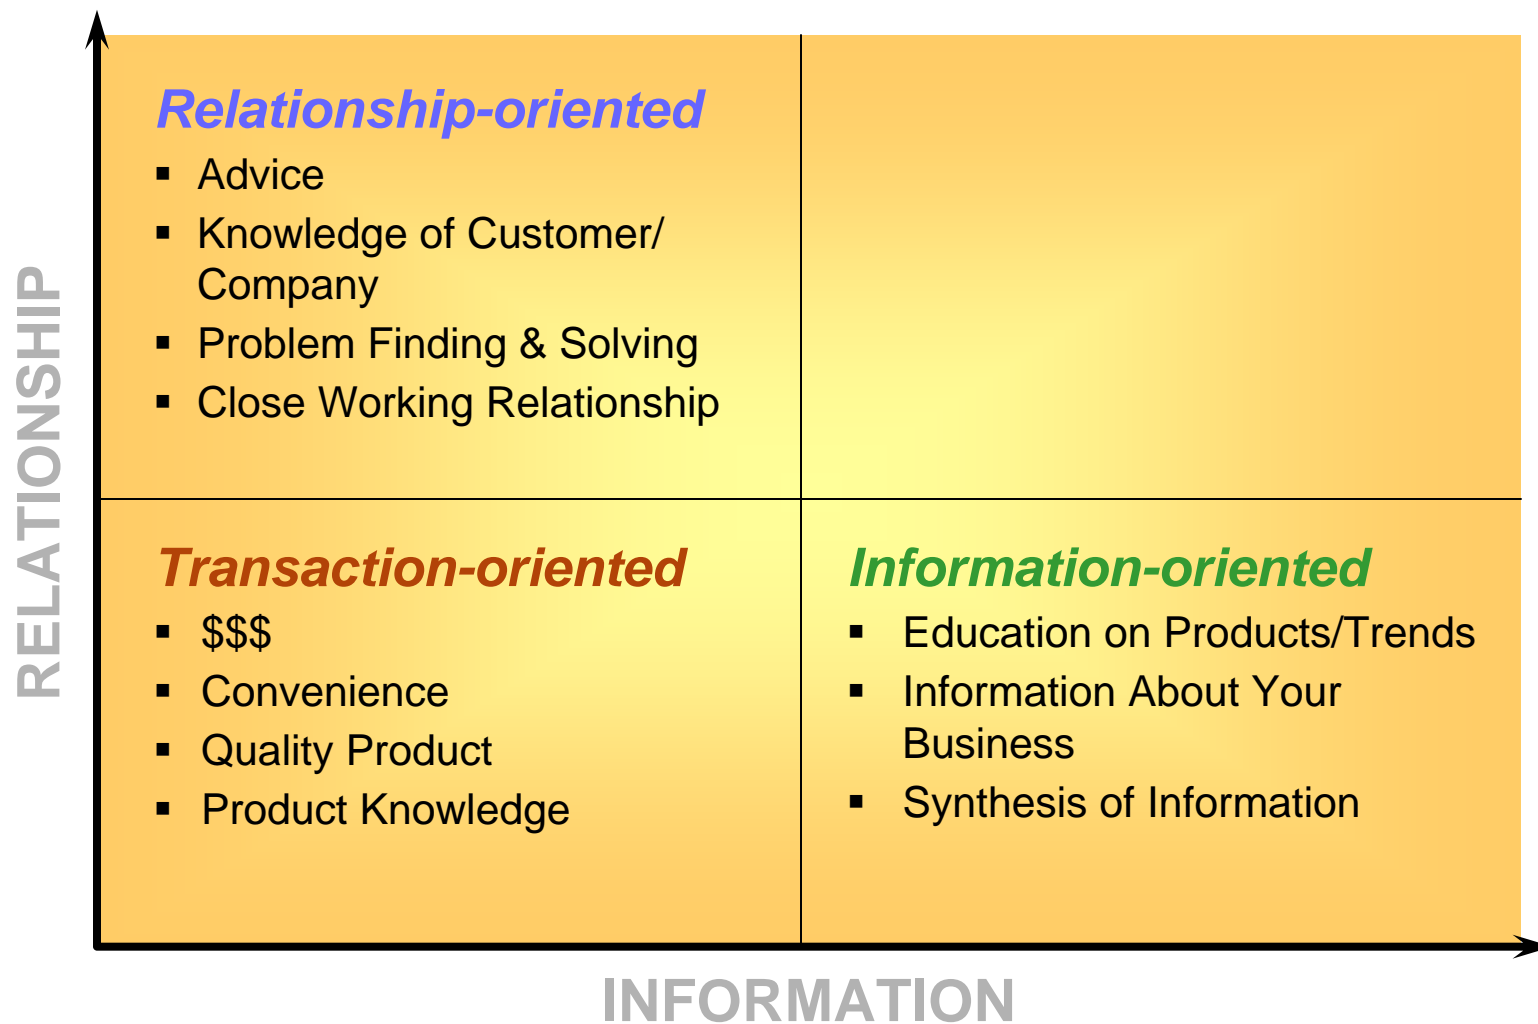 RELATIONSHIP
Relationship-oriented
▪ Advice
▪ Knowledge of Customer/
Company
▪ Problem Finding & Solving
▪ Close Working Relationship
Transaction-oriented
▪ $$$
▪ Convenience
▪ Quality Product
▪ Product Knowledge
Information-oriented
▪ Education on Products/Trends
▪ Information About Your
Business
▪ Synthesis of Information
INFORMATION